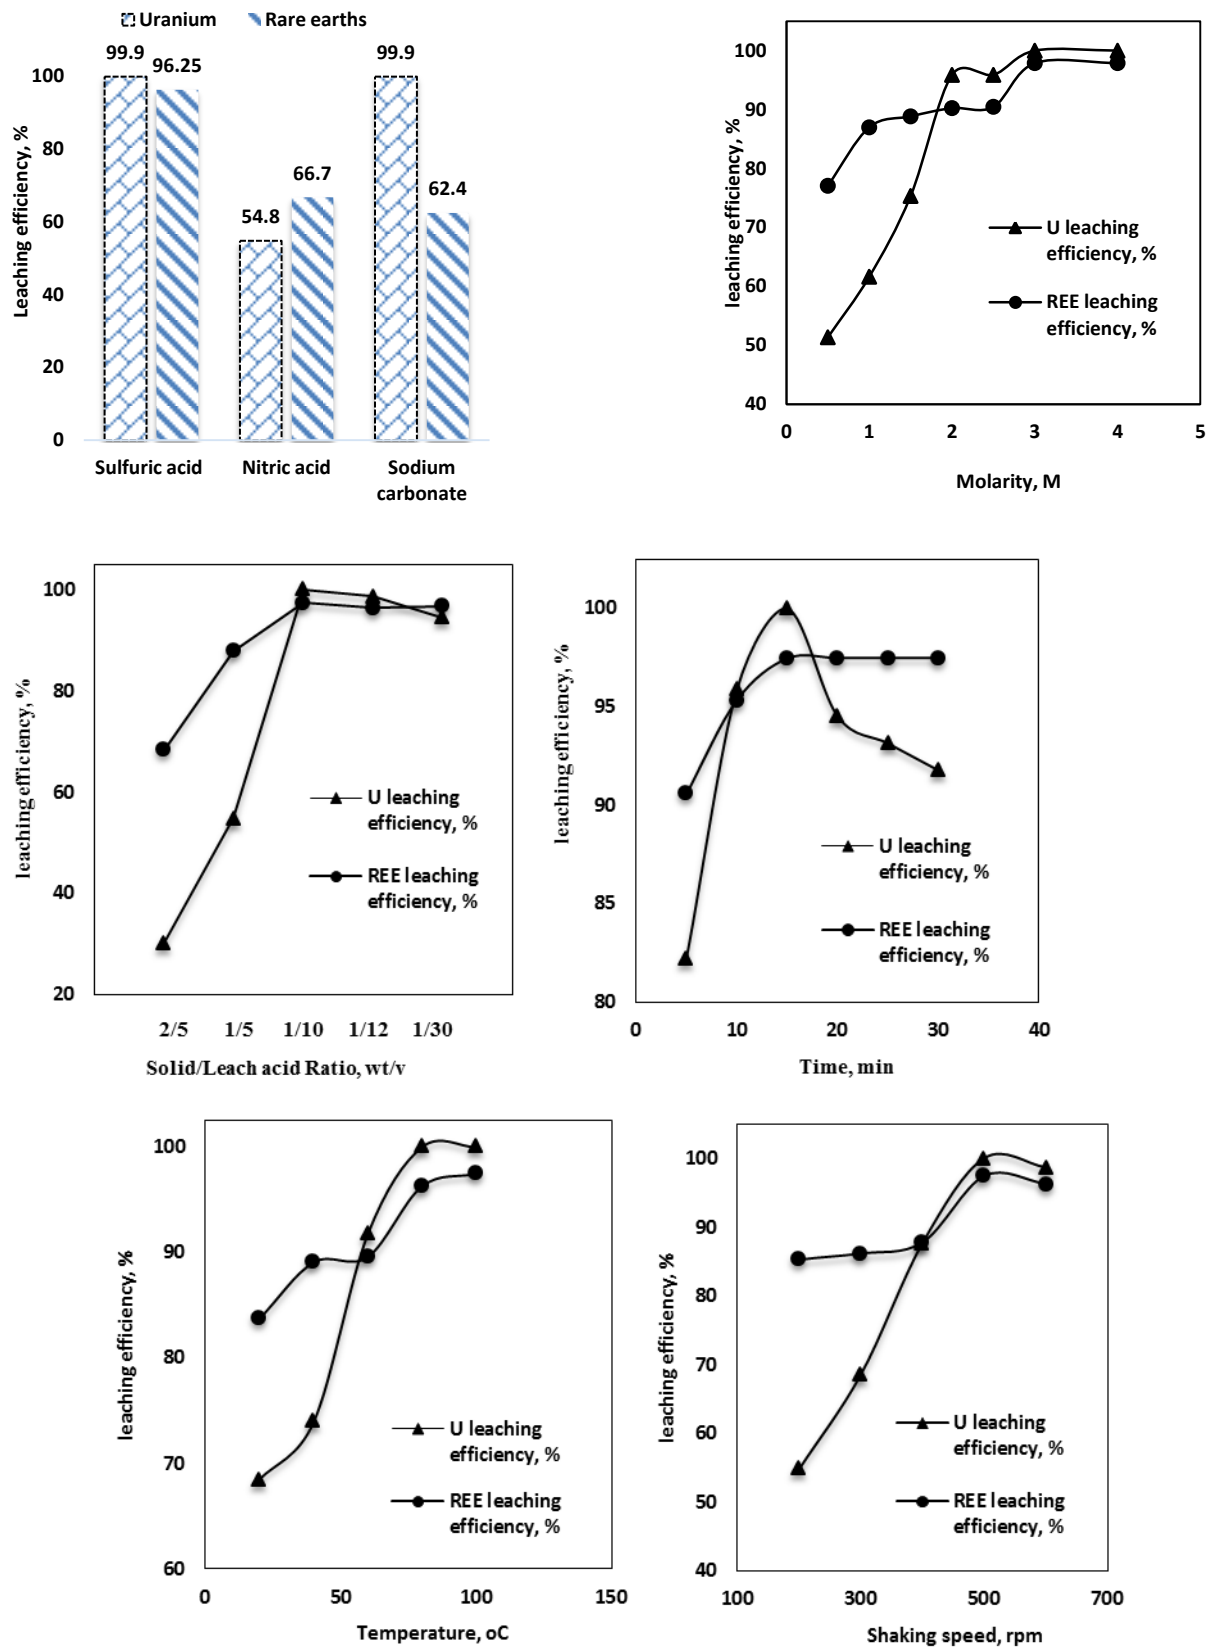 Uranium Rare earths
99.9 96.25 54.8 66.7 99.9 62.4
Leaching efficiency, %
100
80
60
40
20
0
Sulfuric acid Nitric acid Sodium
carbonate
leaching efficiency, %
100
90
80
70
60
50
40
U leaching
efficiency, %
REE leaching
efficiency, %
0 1 2 3 4 5
Molarity, M
leaching efficiency, %
100
80
60
40
20
U leaching
efficiency, %
REE leaching
efficiency, %
2/5 1/5 1/10 1/12 1/30
Solid/Leach acid Ratio, wt/v
leaching efficiency, %
100
95
90
85
80
U leaching
efficiency, %
REE leaching
efficiency, %
0 10 20 30 40
Time, min
leaching efficiency, %
100
90
80
70
60
U leaching
efficiency, %
REE leaching
efficiency, %
0 50 100 150
Temperature, oC
leaching efficiency, %
100
90
80
70
60
50
40
U leaching
efficiency, %
REE leaching
efficiency, %
100 300 500 700
Shaking speed, rpm